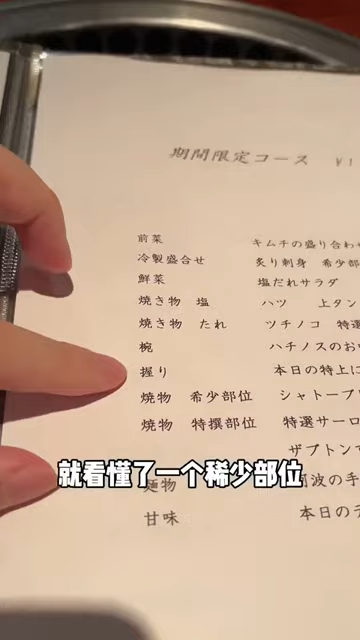 期間限定コース ¥1
前菜 キムチの盛り合わせ
冷製盛合せ 炙り刺身 希少部
鮮菜 塩だれサラダ
焼き物 塩 ハツ 上タン
焼き物 たれ ツチノコ 特選
椀 ハチノスのお
握り 本日の特上に
焼物 希少部位 シャトーブ
焼物 特撰部位 特選サーロ
ザブトン
就看懂了一个稀少部位
麺物 阿波の手
甘味 本日のデ